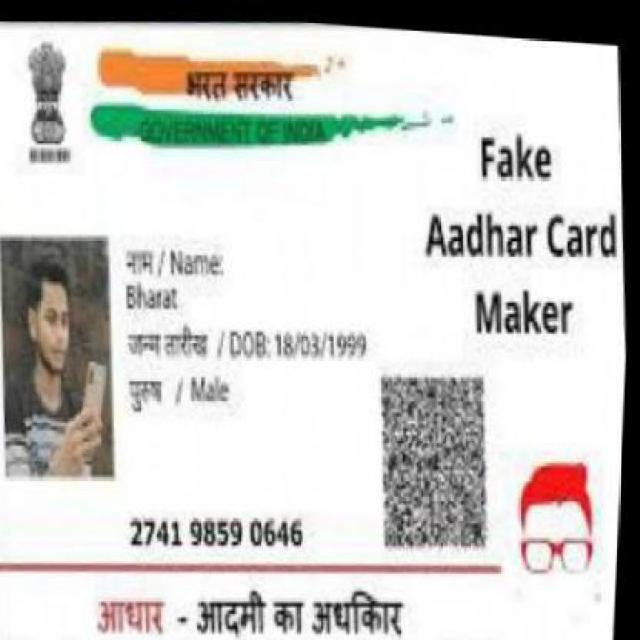 भारत सरकार
GOVERNMENT OF INDIA
Fake
Aadhar Card
Maker
नाम / Name:
Bharat
जन्म तारीख / DOB: 18/03/1999
पुरुष / Male
2741 9859 0646
आधार - आदमी का अधकिार